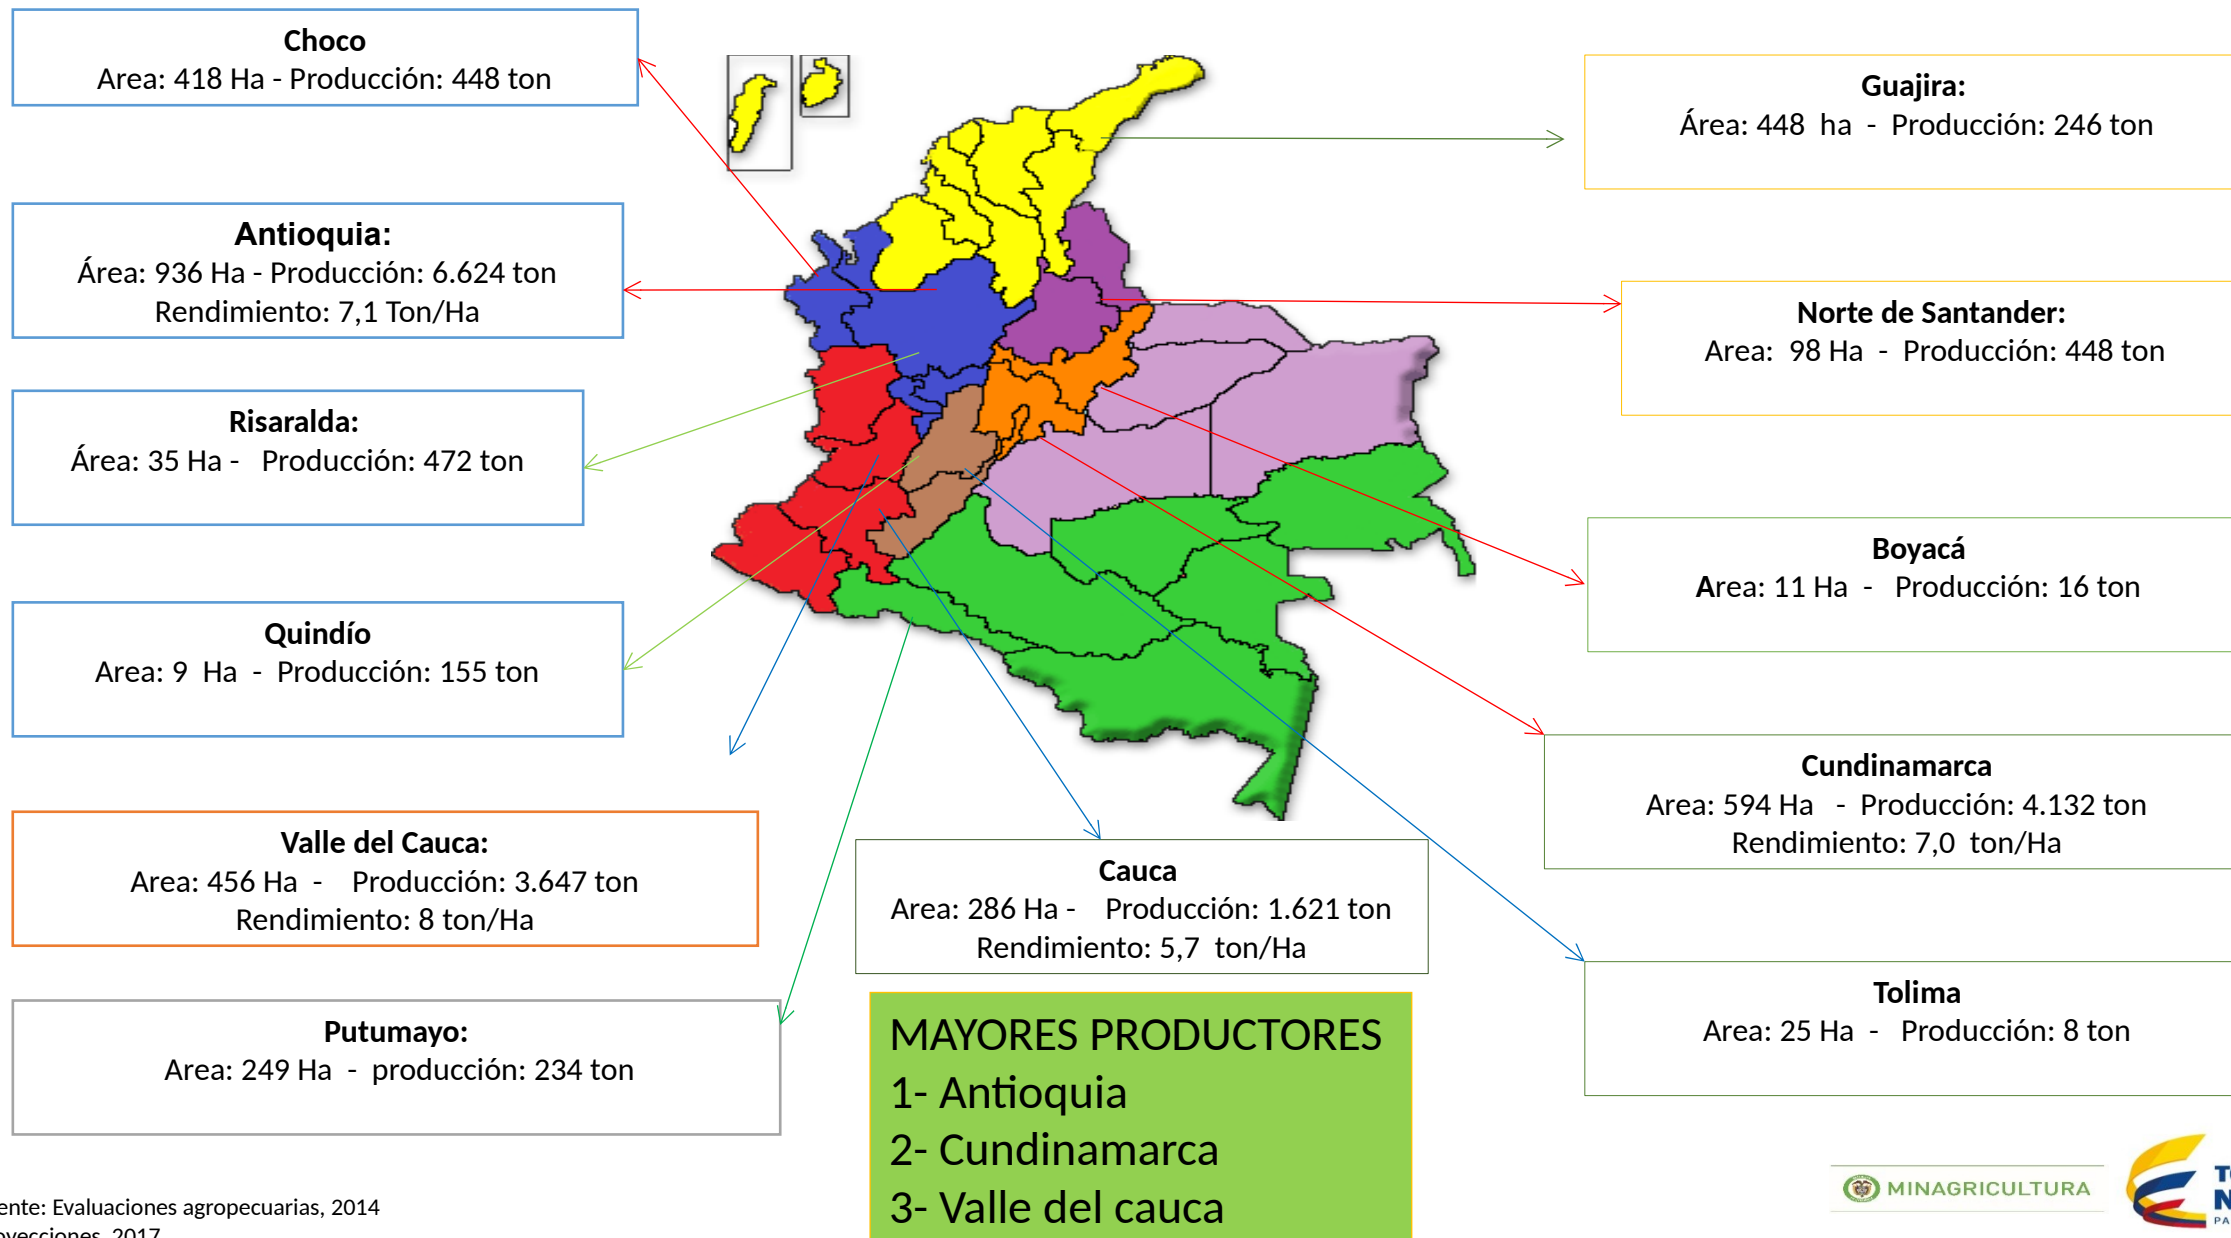 Choco
Area: 418 Ha - Producción: 448 ton
Antioquia:
Área: 936 Ha - Producción: 6.624 ton
Rendimiento: 7,1 Ton/Ha
Risaralda:
Área: 35 Ha - Producción: 472 ton
Quindío
Area: 9 Ha - Producción: 155 ton
Valle del Cauca:
Area: 456 Ha - Producción: 3.647 ton
Rendimiento: 8 ton/Ha
Putumayo:
Area: 249 Ha - producción: 234 ton
Guajira:
Área: 448 ha - Producción: 246 ton
Norte de Santander:
Area: 98 Ha - Producción: 448 ton
Boyacá
Area: 11 Ha - Producción: 16 ton
Cundinamarca
Area: 594 Ha - Producción: 4.132 ton
Rendimiento: 7,0 ton/Ha
Tolima
Area: 25 Ha - Producción: 8 ton
Cauca
Area: 286 Ha - Producción: 1.621 ton
Rendimiento: 5,7 ton/Ha
MAYORES PRODUCTORES
1- Antioquia
2- Cundinamarca
3- Valle del cauca
ente: Evaluaciones agropecuarias, 2014
oyecciones, 2017
MINAGRICULTURA